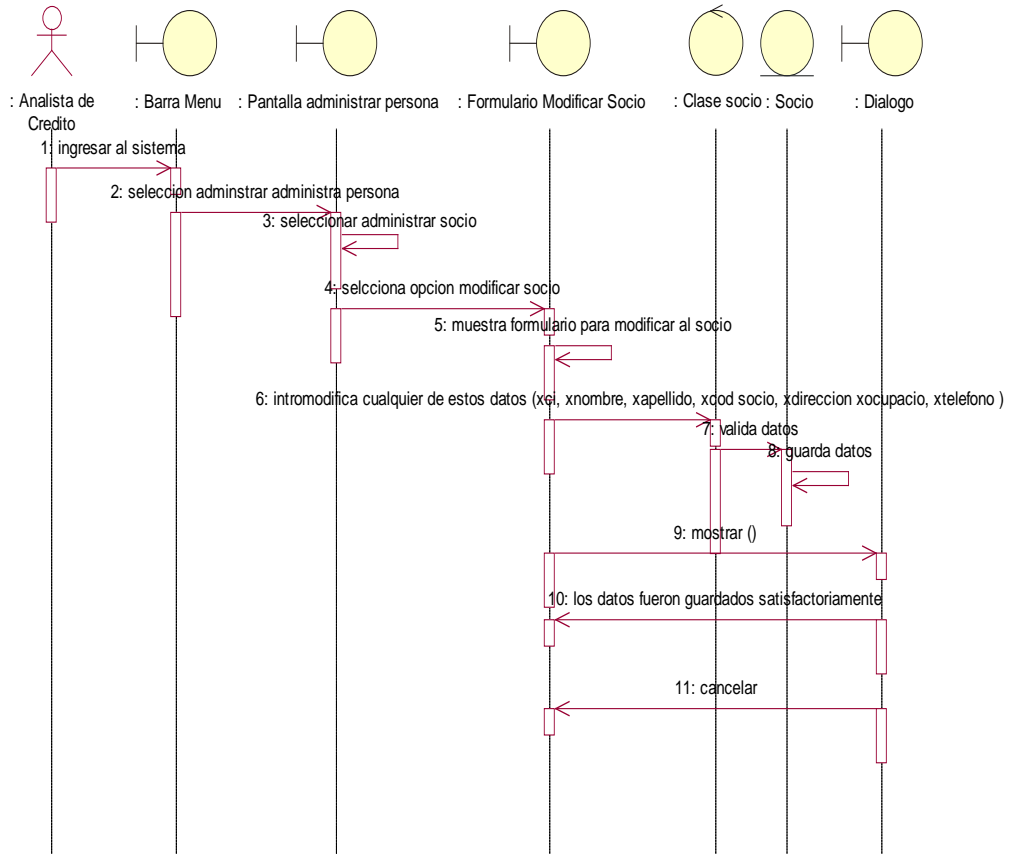 : Analista de
Credito
: Barra Menu
: Pantalla administrar persona
: Formulario Modificar Socio
: Clase socio
: Socio
: Dialogo
1: ingresar al sistema
2: seleccion adminstrar administra persona
3: seleccionar administrar socio
4: selcciona opcion modificar socio
5: muestra formulario para modificar al socio
6: intromodifica cualquier de estos datos (xci, xnombre, xapellido, xcod socio, xdireccion xocupacio, xtelefono )
7: valida datos
8: guarda datos
9: mostrar ()
10: los datos fueron guardados satisfactoriamente
11: cancelar